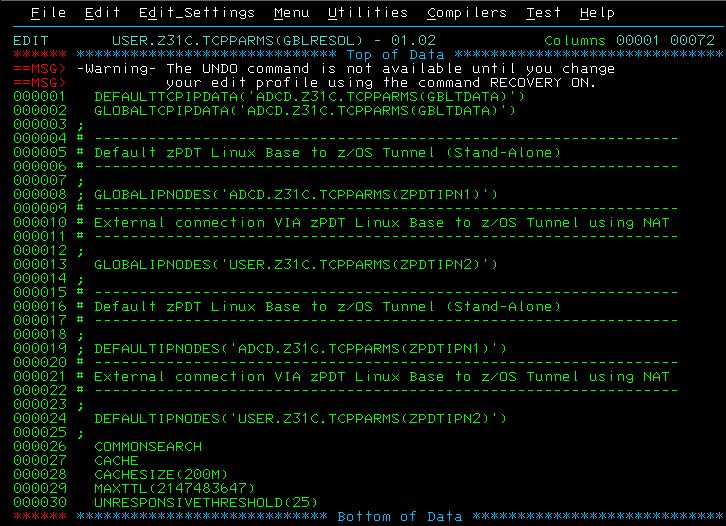 File  Edit  Edit_Settings  Menu  Utilities  Compilers  Test  Help
EDIT       USER.Z31C.TCPPARMS(GBLRESOL) - 01.02            Columns 00001 00072
****** ***************************** Top of Data ******************************
==MSG> -Warning- The UNDO command is not available until you change
==MSG>           your edit profile using the command RECOVERY ON.
000001   DEFAULTTCPIPDATA('ADCD.Z31C.TCPPARMS(GBLTDATA)')
000002   GLOBALTCPIPDATA('ADCD.Z31C.TCPPARMS(GBLTDATA)')
000003 ;
000004 # ----------------------------------------------------------------
000005 # Default zPDT Linux Base to z/OS Tunnel (Stand-Alone)
000006 # ----------------------------------------------------------------
000007 ;
000008 ; GLOBALIPNODES('ADCD.Z31C.TCPPARMS(ZPDTIPN1)')
000009 # ----------------------------------------------------------------
000010 # External connection VIA zPDT Linux Base to z/OS Tunnel using NAT
000011 # ----------------------------------------------------------------
000012 ;
000013   GLOBALIPNODES('USER.Z31C.TCPPARMS(ZPDTIPN2)')
000014 ;
000015 # ----------------------------------------------------------------
000016 # Default zPDT Linux Base to z/OS Tunnel (Stand-Alone)
000017 # ----------------------------------------------------------------
000018 ;
000019 ; DEFAULTIPNODES('ADCD.Z31C.TCPPARMS(ZPDTIPN1)')
000020 # ----------------------------------------------------------------
000021 # External connection VIA zPDT Linux Base to z/OS Tunnel using NAT
000022 # ----------------------------------------------------------------
000023 ;
000024   DEFAULTIPNODES('USER.Z31C.TCPPARMS(ZPDTIPN2)')
000025 ;
000026   COMMONSEARCH
000027   CACHE
000028   CACHESIZE(200M)
000029   MAXTTL(2147483647)
000030   UNRESPONSIVETHRESHOLD(25)
****** **************************** Bottom of Data ****************************